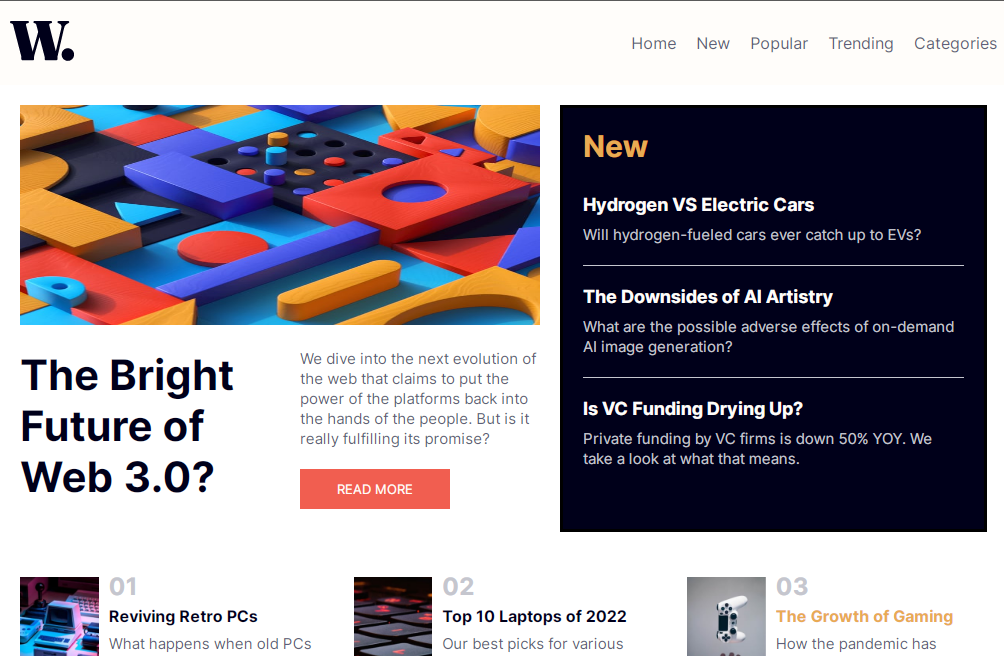 W.
Home New Popular Trending Categories
New
Hydrogen VS Electric Cars
Will hydrogen-fueled cars ever catch up to EVs?
The Downsides of AI Artistry
What are the possible adverse effects of on-demand
AI image generation?
Is VC Funding Drying Up?
Private funding by VC firms is down 50% YOY. We
take a look at what that means.
The Bright
Future of
Web 3.0?
We dive into the next evolution of
the web that claims to put the
power of the platforms back into
the hands of the people. But is it
really fulfilling its promise?
READ MORE
01
Reviving Retro PCs
What happens when old PCs
02
Top 10 Laptops of 2022
Our best picks for various
03
The Growth of Gaming
How the pandemic has